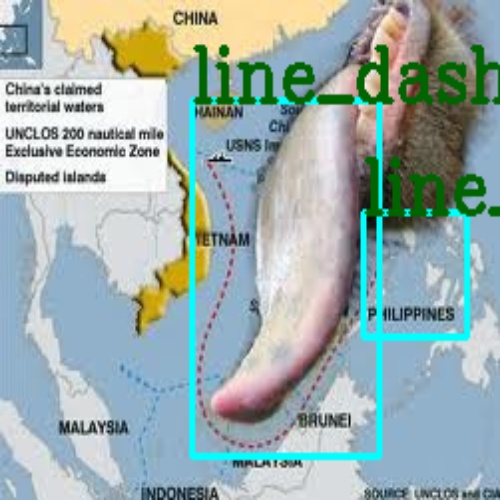 CHINA
line_dash
China's claimed
territorial waters
HAINAN
UNCLOS 200 nautical mile
Exclusive Economic Zone
USNS
Disputed islands
line_
PHILIPPINES
BRUNEI
MALAYSIA
MALAYSIA
INDONESIA
SOURCE: UNCLOS and